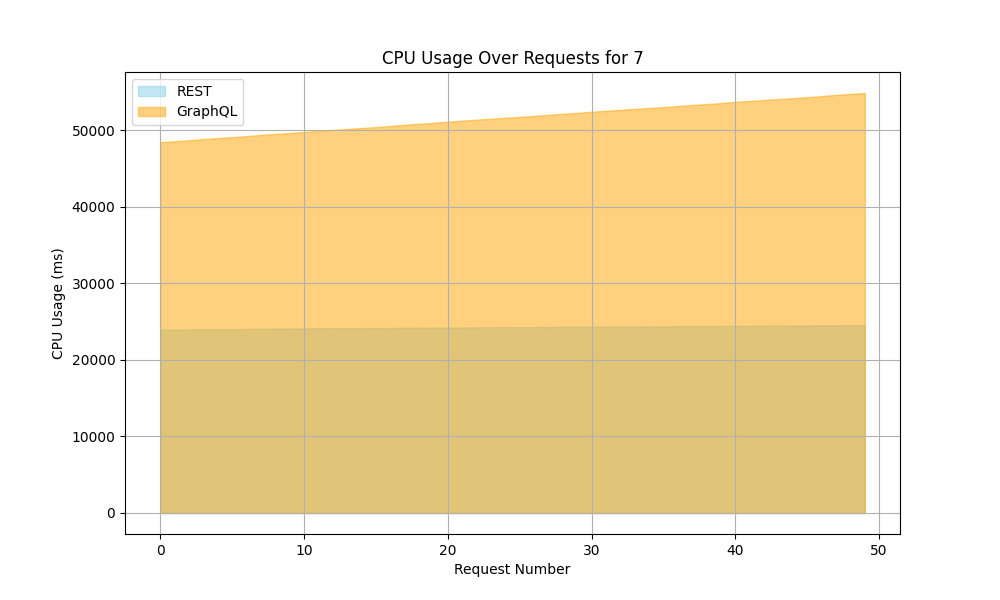 CPU Usage Over Requests for 7
REST
GraphQL
CPU Usage (ms)
50000
40000
30000
20000
10000
0
0 10 20 30 40 50
Request Number